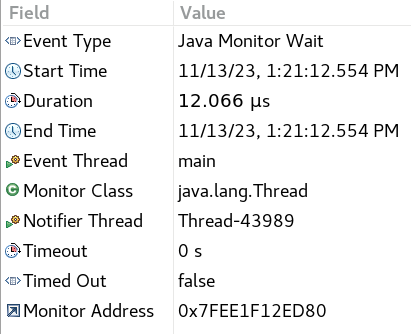 Field Value
Event Type Java Monitor Wait
Start Time 11/13/23, 1:21:12.554 PM
Duration 12.066 μs
End Time 11/13/23, 1:21:12.554 PM
Event Thread main
Monitor Class java.lang.Thread
Notifier Thread Thread-43989
Timeout 0 s
Timed Out false
Monitor Address 0x7FEE1F12ED80